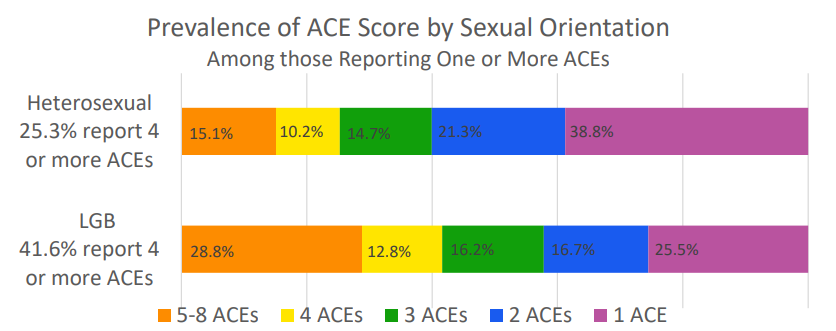 Prevalence of ACE Score by Sexual Orientation
Among those Reporting One or More ACEs
Heterosexual
25.3% report 4
or more ACEs
15.1% 10.2% 14.7% 21.3% 38.8%
LGB
41.6% report 4
or more ACEs
28.8% 12.8% 16.2% 16.7% 25.5%
5-8 ACEs 4 ACEs 3 ACEs 2 ACEs 1 ACE